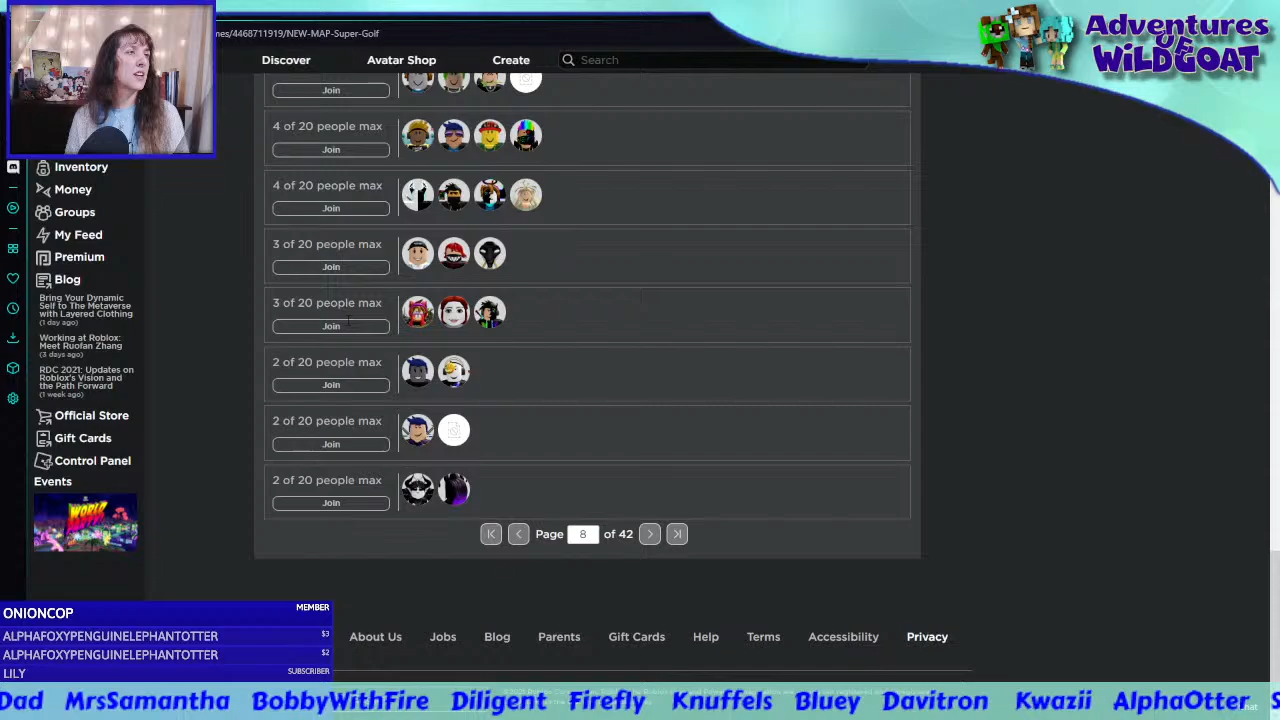 mes/4468711919/NEW-MAP-Super-Golf
Adventures
OF
WiLDGOAT
Discover
Avatar Shop
Create
Search
Join
4 of 20 people max
Join
4 of 20 people max
Join
3 of 20 people max
Join
3 of 20 people max
Join
2 of 20 people max
Join
2 of 20 people max
Join
2 of 20 people max
Join
Page 8 of 42
Inventory
Money
Groups
My Feed
Premium
Blog
Bring Your Dynamic
Self to The Metaverse
with Layered Clothing
(1 day ago)
Working at Roblox:
Meet Ruofan Zhang
(3 days ago)
RDC 2021: Updates on
Roblox's Vision and
the Path Forward
(1 week ago)
Official Store
Gift Cards
Control Panel
Events
ONIONCOP MEMBER
ALPHAFOXYPENGUINELEPHANTOTTER $3
ALPHAFOXYPENGUINELEPHANTOTTER $2
LILY SUBSCRIBER
About Us
Jobs
Blog
Parents
Gift Cards
Help
Terms
Accessibility
Privacy
Dad MrsSamantha BobbyWithFire Diligent Firefly Knuffels Bluey Davitron Kwazii AlphaOtter S